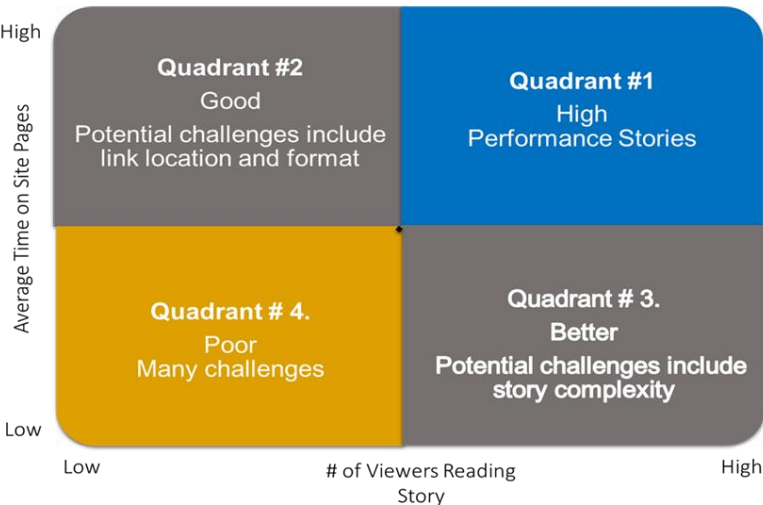 High
Quadrant #2
Good
Potential challenges include
link location and format
Quadrant #1
High
Performance Stories
Average Time on Site Pages
Quadrant # 4.
Poor
Many challenges
Quadrant # 3.
Better
Potential challenges include
story complexity
Low
Low
# of Viewers Reading
Story
High